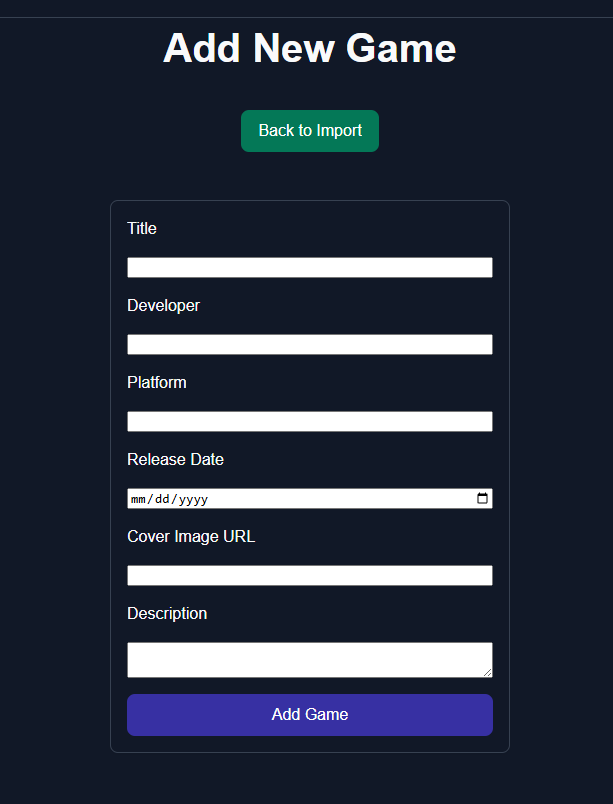 Add New Game
Back to Import
Title
Developer
Platform
Release Date
mm/dd/yyyy
Cover Image URL
Description
Add Game